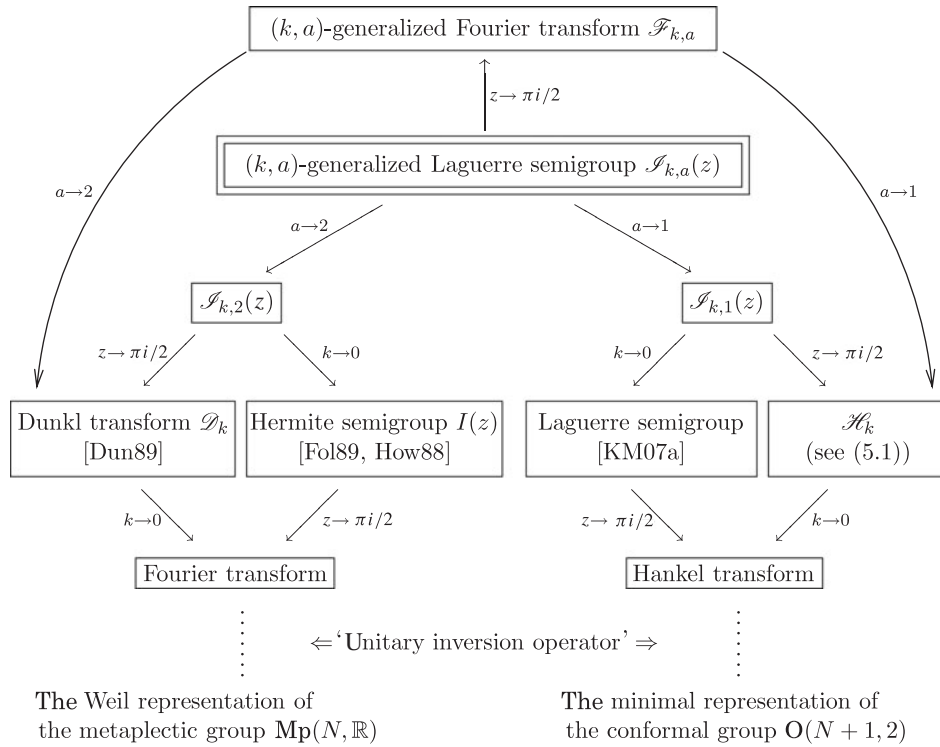 (k, a)-generalized Fourier transform ℱ_{k,a}
z→ πi/2
(k, a)-generalized Laguerre semigroup ℐ_{k,a}(z)
a→2
a→1
a→2
a→1
ℐ_{k,2}(z)
ℐ_{k,1}(z)
z→ πi/2
k→0
k→0
z→ πi/2
Dunkl transform 𝒟_k
[Dun89]
Hermite semigroup I(z)
[Fol89, How88]
Laguerre semigroup
[KM07a]
ℋ_k
(see (5.1))
k→0
z→ πi/2
z→ πi/2
k→0
Fourier transform
Hankel transform
⇐‘Unitary inversion operator’⇒
The Weil representation of
the metaplectic group Mp(N, ℝ)
The minimal representation of
the conformal group O(N + 1, 2)